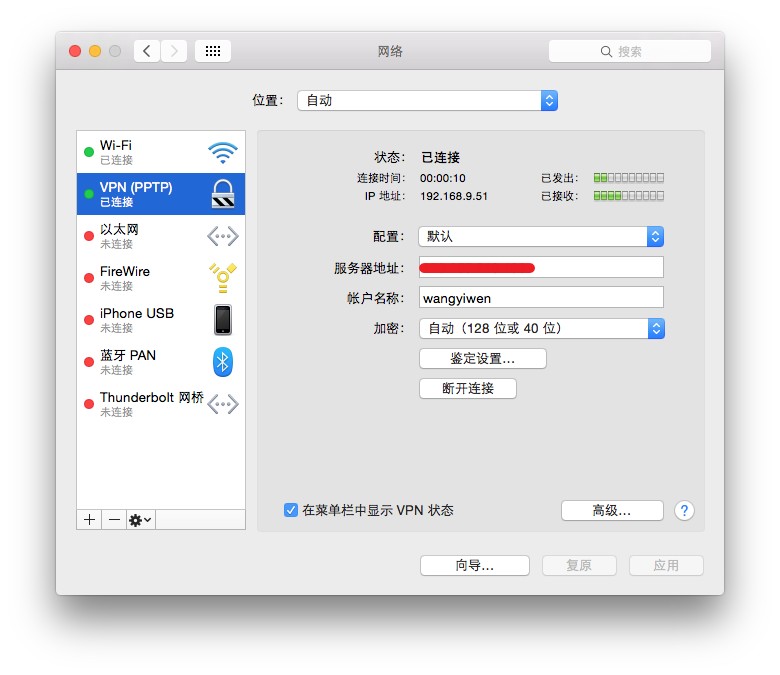 网络
搜索
位置： 自动
Wi-Fi
已连接
VPN (PPTP)
已连接
以太网
未连接
FireWire
未连接
iPhone USB
未连接
蓝牙 PAN
未连接
Thunderbolt 网桥
未连接
状态： 已连接
连接时间： 00:00:10 已发出：
IP 地址： 192.168.9.51 已接收：
配置： 默认
服务器地址：
帐户名称： wangyiwen
加密： 自动（128 位或 40 位）
鉴定设置...
断开连接
在菜单栏中显示 VPN 状态 高级... ?
向导... 复原 应用